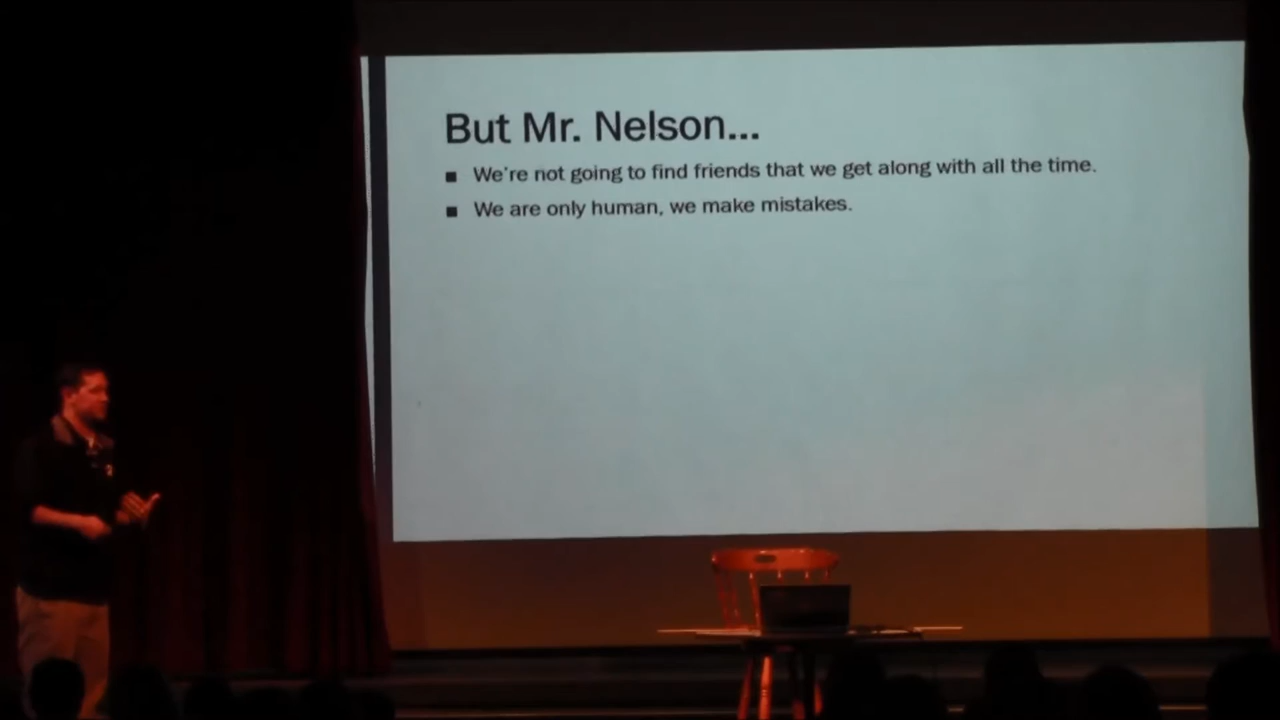 But Mr. Nelson...
■ We're not going to find friends that we get along with all the time.
■ We are only human, we make mistakes.